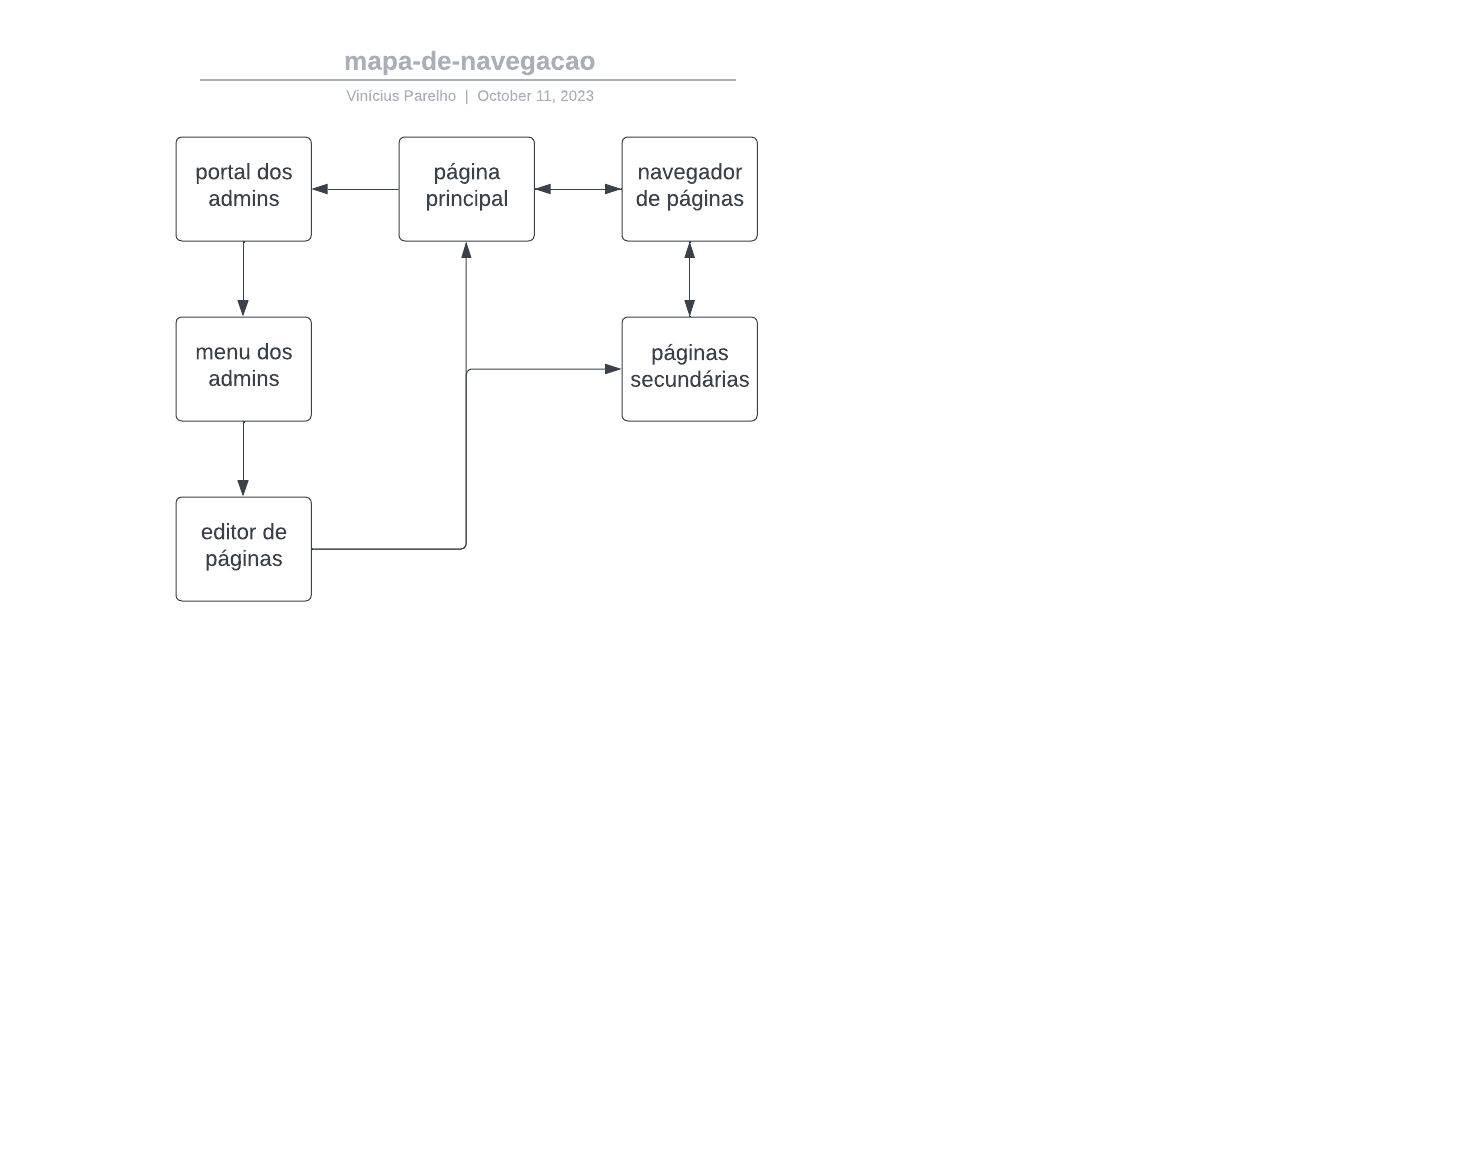 mapa-de-navegacao
Vinícius Parelho | October 11, 2023
portal dos
admins
página
principal
navegador
de páginas
menu dos
admins
páginas
secundárias
editor de
páginas